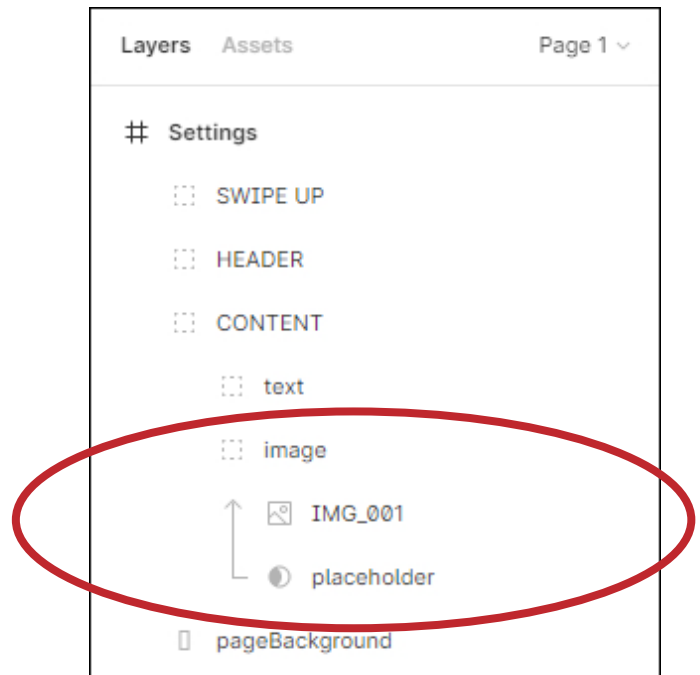 Layers Assets Page 1
Settings
SWIPE UP
HEADER
CONTENT
text
image
IMG_001
placeholder
pageBackground